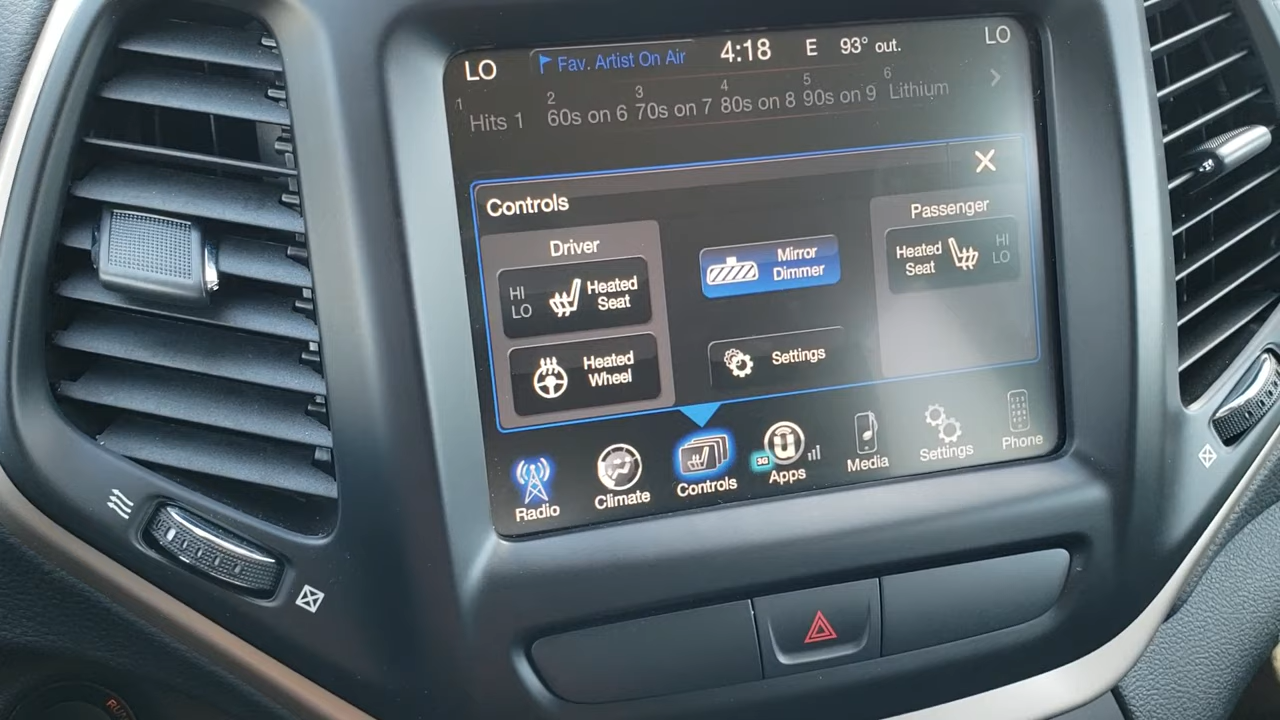 LO
Fav. Artist On Air
4:18
E
93° out.
LO
1 2 3 4 5 6
Hits 1 60s on 6 70s on 7 80s on 8 90s on 9 Lithium
Controls
Driver
HI
LO
Heated
Seat
Heated
Wheel
Mirror
Dimmer
Settings
Passenger
Heated
Seat
HI
LO
Radio
Climate
Controls
3G
Apps
Media
Settings
Phone